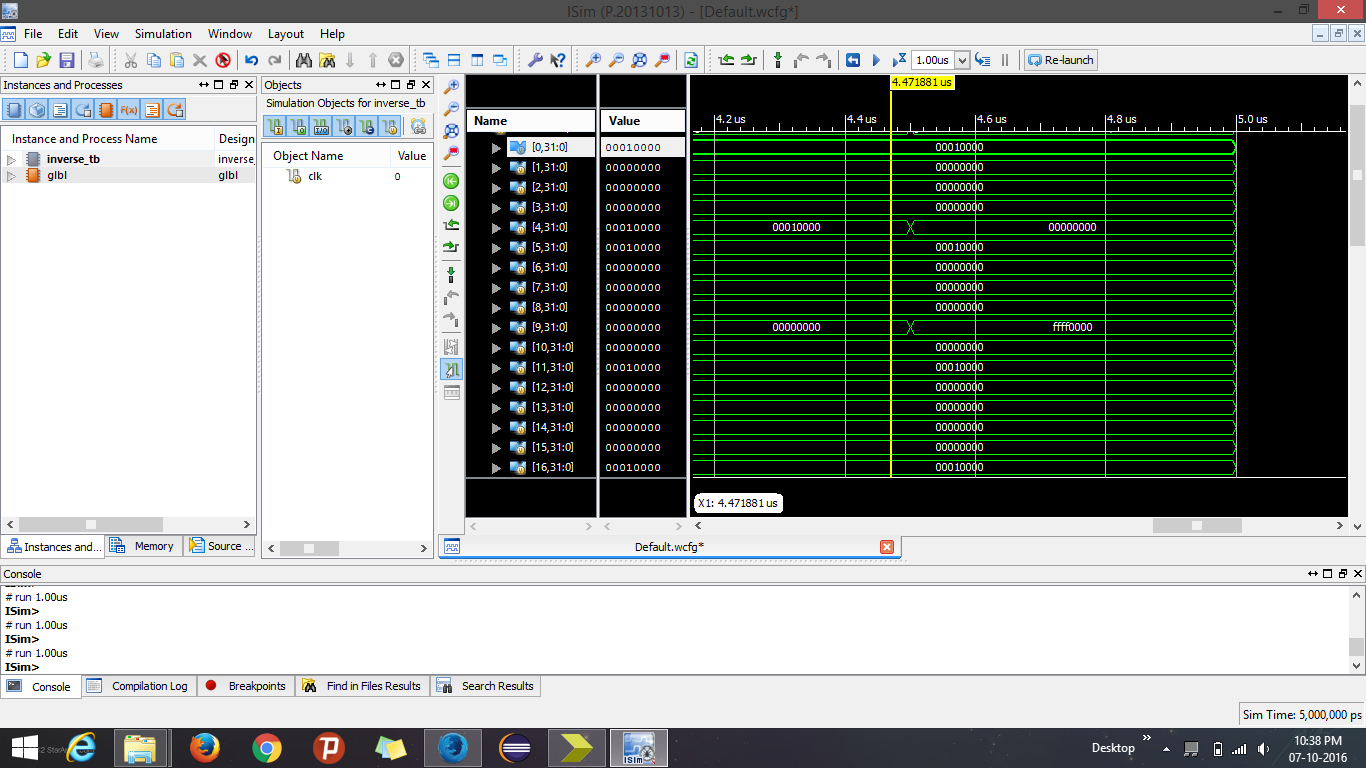 ISim (P.20131013) - [Default.wcfg*]
File Edit View Simulation Window Layout Help
1.00us Re-launch
Instances and Processes
Instance and Process Name Design
inverse_tb inverse_
glbl glbl
Instances and... Memory Source ...
Objects
Simulation Objects for inverse_tb
Object Name Value
clk 0
Name Value
[0,31:0] 00010000
[1,31:0] 00000000
[2,31:0] 00000000
[3,31:0] 00000000
[4,31:0] 00010000
[5,31:0] 00010000
[6,31:0] 00000000
[7,31:0] 00000000
[8,31:0] 00000000
[9,31:0] 00000000
[10,31:0] 00000000
[11,31:0] 00010000
[12,31:0] 00000000
[13,31:0] 00000000
[14,31:0] 00000000
[15,31:0] 00000000
[16,31:0] 00010000
4.471881 us
4.2 us 4.4 us 4.6 us 4.8 us 5.0 us
00010000
00000000
00000000
00000000
00010000 00000000
00010000
00000000
00000000
00000000
00000000 ffff0000
00000000
00010000
00000000
00000000
00000000
00000000
00010000
X1: 4.471881 us
Default.wcfg*
Console
# run 1.00us
ISim>
# run 1.00us
ISim>
# run 1.00us
ISim>
Console Compilation Log Breakpoints Find in Files Results Search Results
Sim Time: 5,000,000 ps
Desktop
10:38 PM
07-10-2016